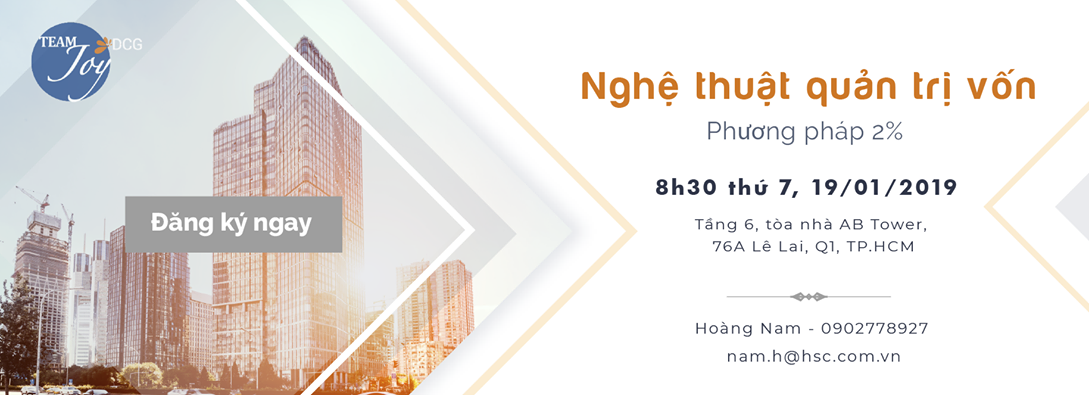 TEAM
Joy
DCG
Đăng ký ngay
Nghệ thuật quản trị vốn
Phương pháp 2%
8h30 thứ 7, 19/01/2019
Tầng 6, tòa nhà AB Tower,
76A Lê Lai, Q1, TP.HCM
Hoàng Nam - 0902778927
nam.h@hsc.com.vn